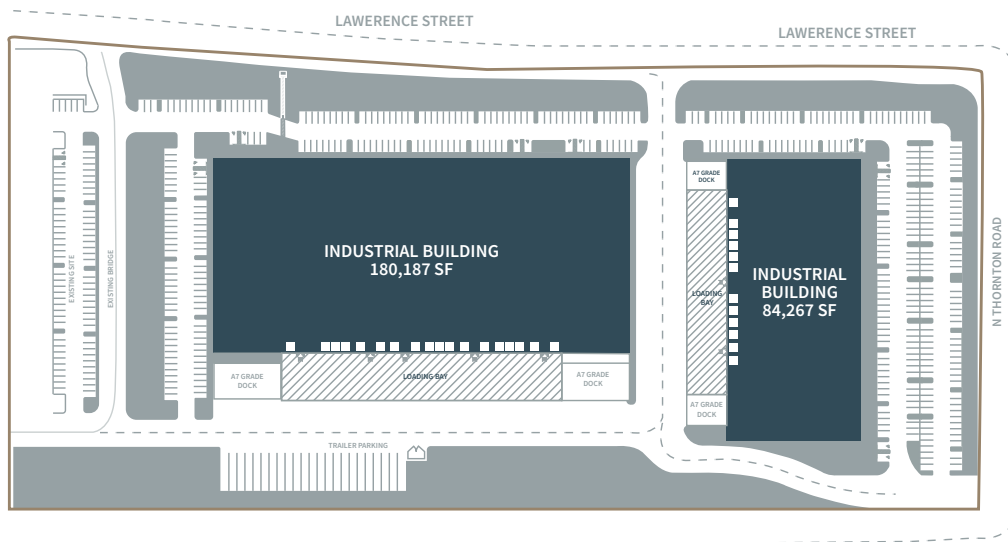 LAWERENCE STREET
LAWERENCE STREET
A7 GRADE
DOCK
INDUSTRIAL BUILDING
180,187 SF
INDUSTRIAL
BUILDING
84,267 SF
LOADING BAY
EXISTING SITE
EXISTING BRIDGE
N THORNTON ROAD
A7 GRADE
DOCK
LOADING BAY
A7 GRADE
DOCK
A7 GRADE
DOCK
TRAILER PARKING